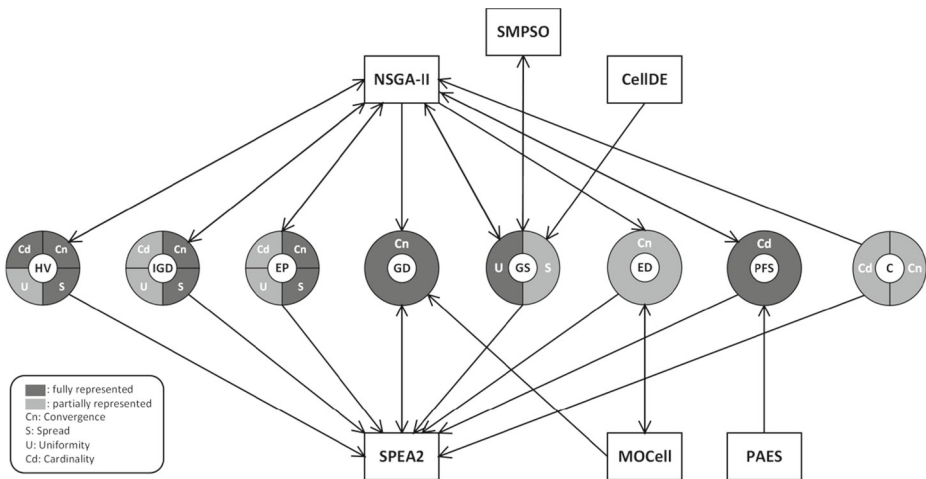 SMPSO
NSGA-II
CellDE
Cd Cn
HV
U S
Cd Cn
IGD
U S
Cd Cn
EP
U S
Cn
GD
U GS S
Cn
ED
Cd
PFS
Cd C Cn
: fully represented
: partially represented
Cn: Convergence
S: Spread
U: Uniformity
Cd: Cardinality
SPEA2
MOCell
PAES